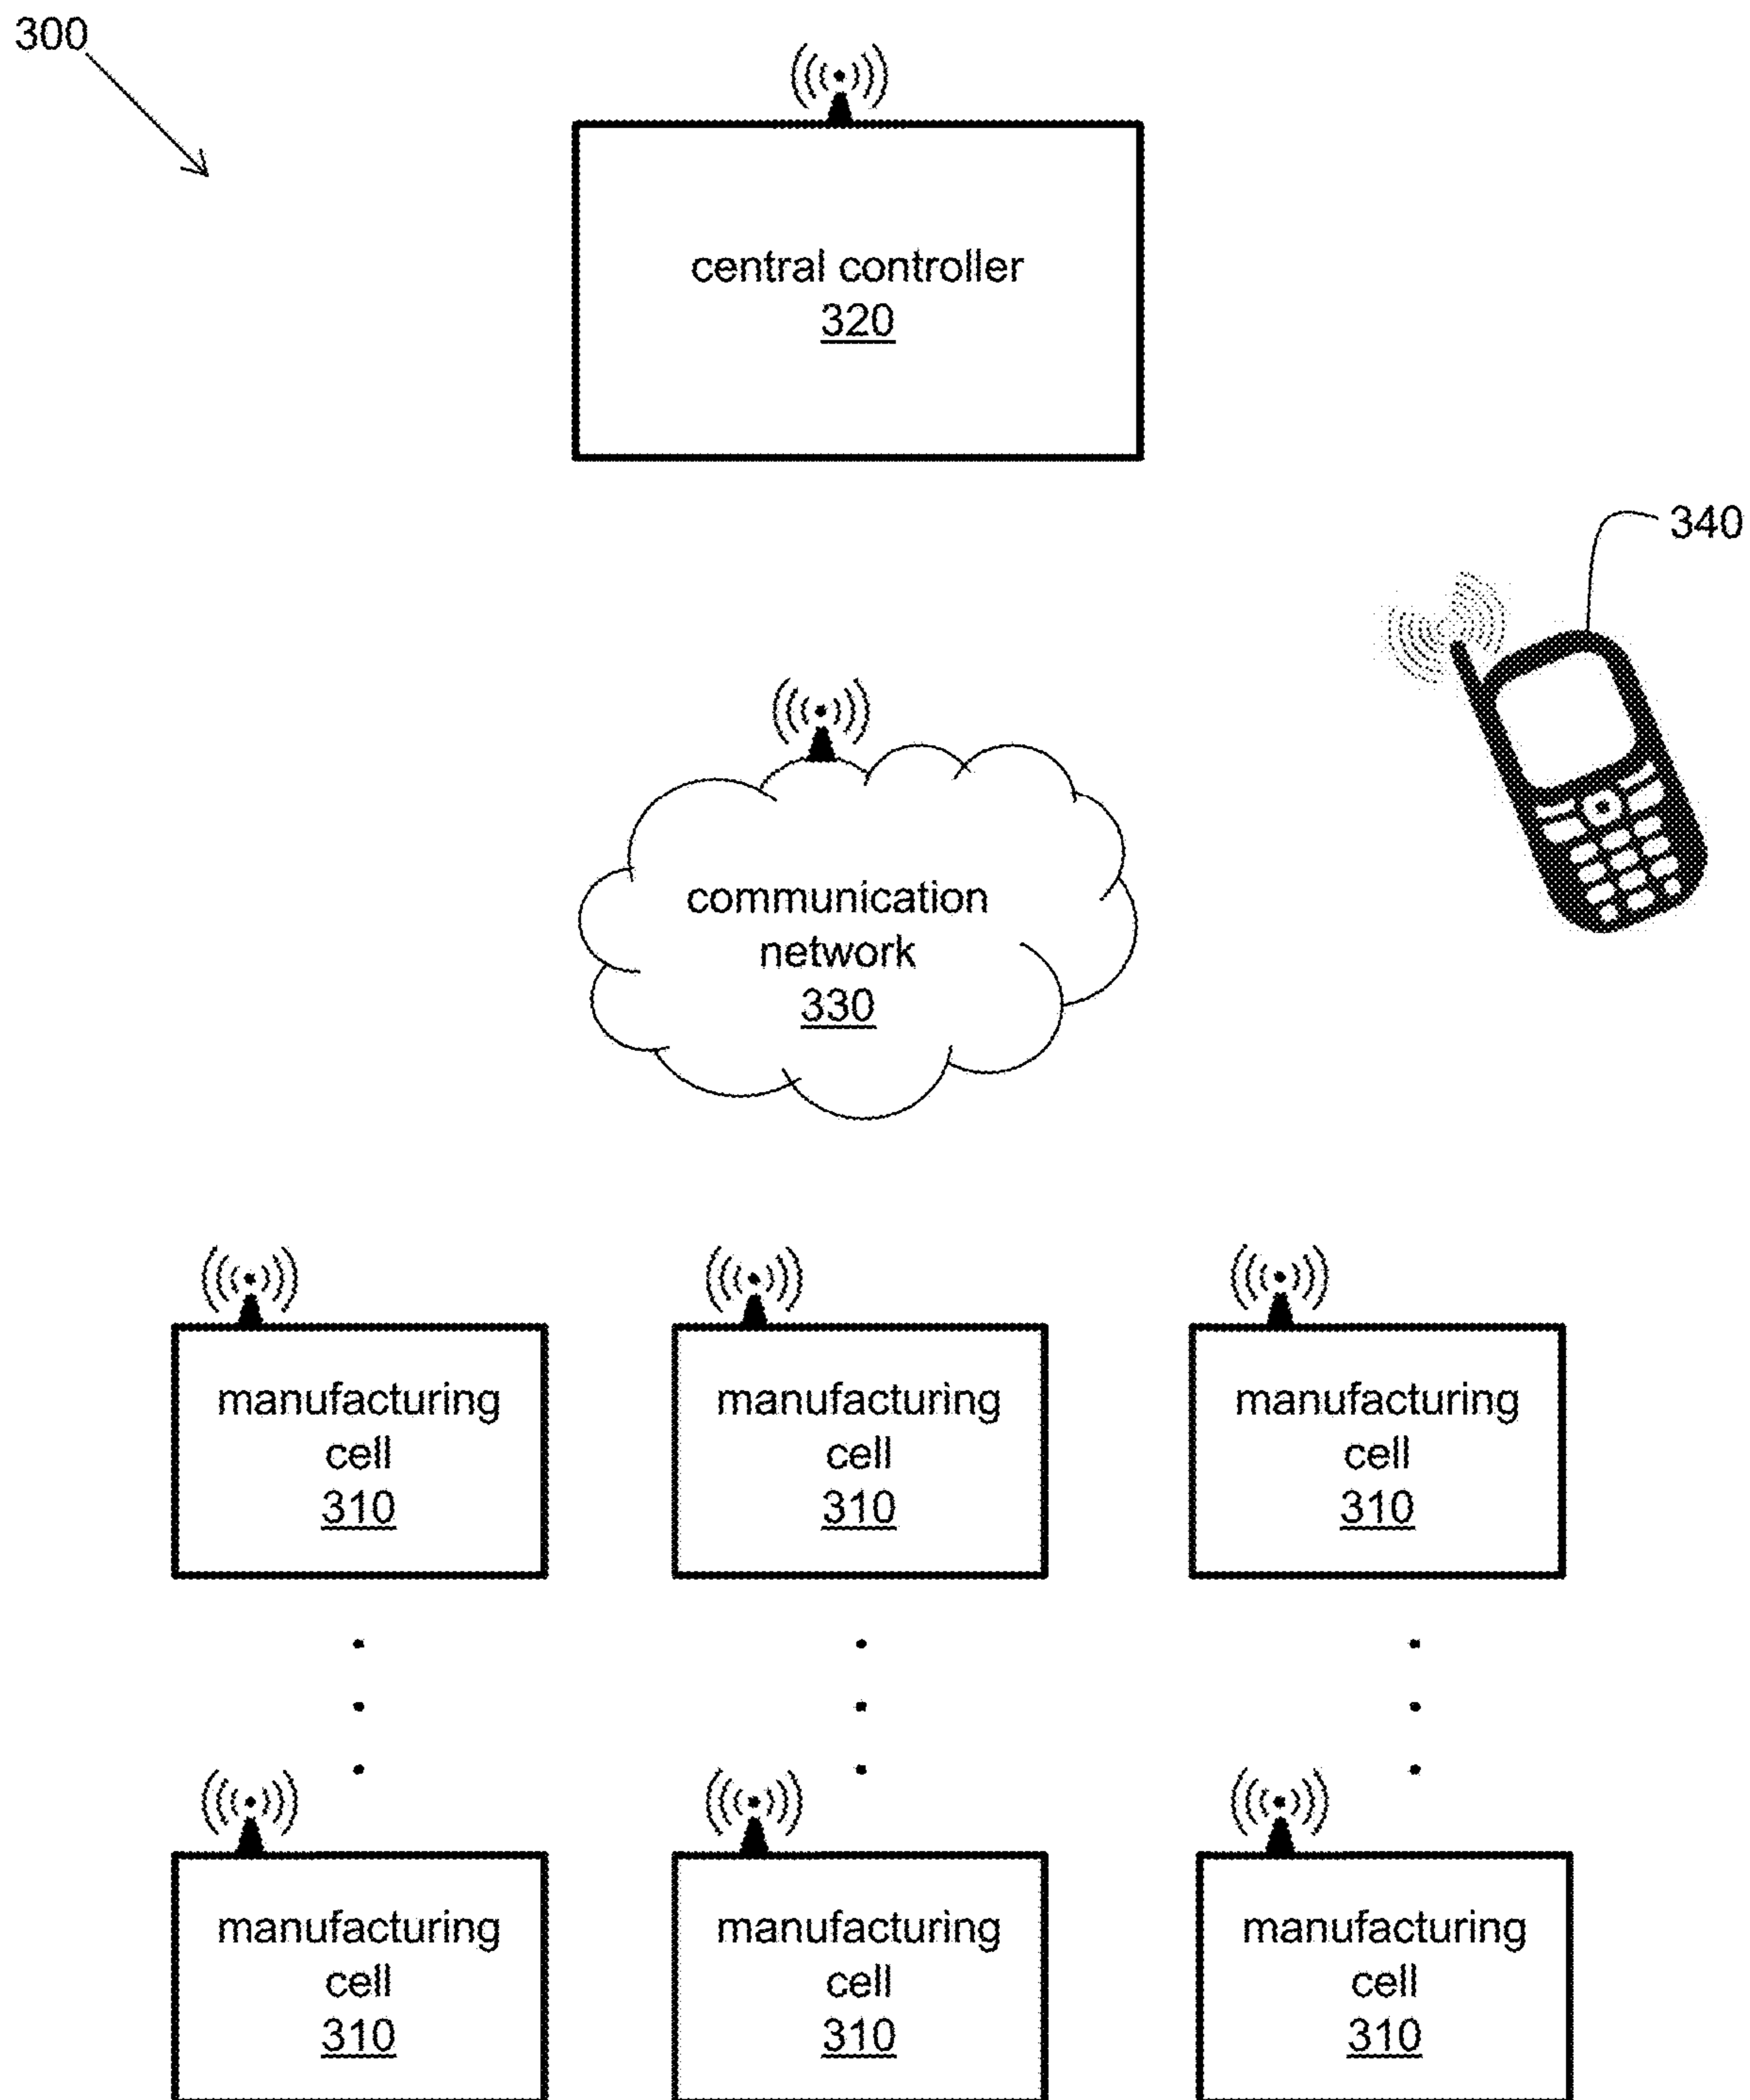 300
central controller
320
340
communication
network
330
manufacturing
cell
310
manufacturing
cell
310
manufacturing
cell
310
manufacturing
cell
310
manufacturing
cell
310
manufacturing
cell
310